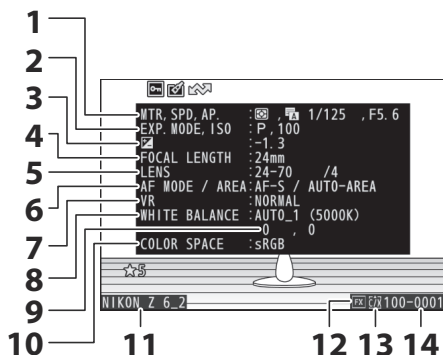 1
2
3
4
5
6
7
8
9
10
MTR, SPD, AP. : , 1/125 , F5. 6
EXP. MODE, ISO : P, 100
: -1. 3
FOCAL LENGTH : 24mm
LENS : 24-70 /4
AF MODE / AREA: AF-S / AUTO-AREA
VR : NORMAL
WHITE BALANCE : AUTO_1 (5000K)
: 0 , 0
COLOR SPACE : sRGB
5
NIKON Z 6_2
FX 100-0001
11
12
13
14